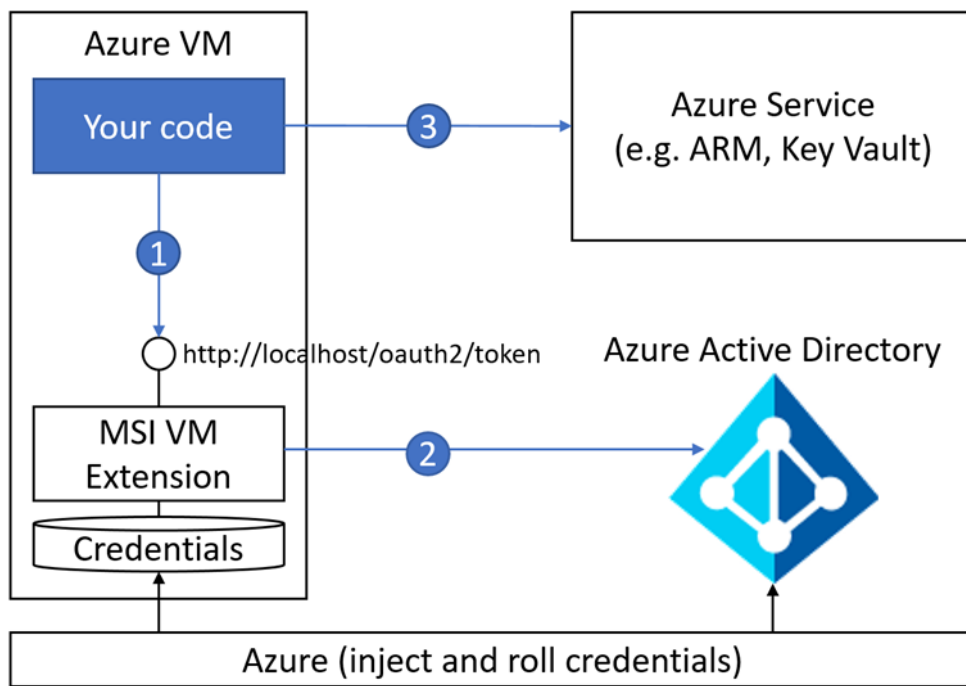 Azure VM
Your code
3
Azure Service
(e.g. ARM, Key Vault)
1
http://localhost/oauth2/token
Azure Active Directory
MSI VM
Extension
2
Credentials
Azure (inject and roll credentials)